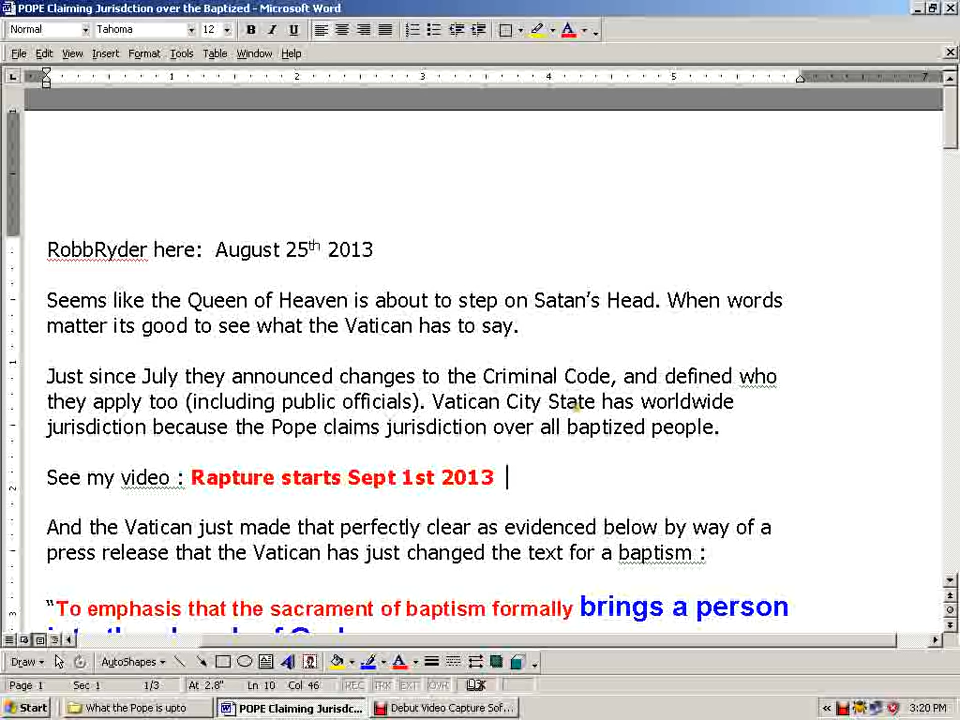 POPE Claiming Jurisdction over the Baptized - Microsoft Word
Normal Tahoma 12 B I U A
File Edit View Insert Format Tools Table Window Help
1 2 3 4 5 7
RobbRyder here: August 25th 2013
Seems like the Queen of Heaven is about to step on Satan's Head. When words
matter its good to see what the Vatican has to say.
Just since July they announced changes to the Criminal Code, and defined who
they apply too (including public officials). Vatican City State has worldwide
jurisdiction because the Pope claims jurisdiction over all baptized people.
See my video : Rapture starts Sept 1st 2013
And the Vatican just made that perfectly clear as evidenced below by way of a
press release that the Vatican has just changed the text for a baptism :
“To emphasis that the sacrament of baptism formally brings a person
Draw AutoShapes A
Page 1 Sec 1 1/3 At 2.8" Ln 10 Col 46 REC TRK EXT OVR
Start What the Pope is upto POPE Claiming Jurisdc... Debut Video Capture Sof... 3:20 PM